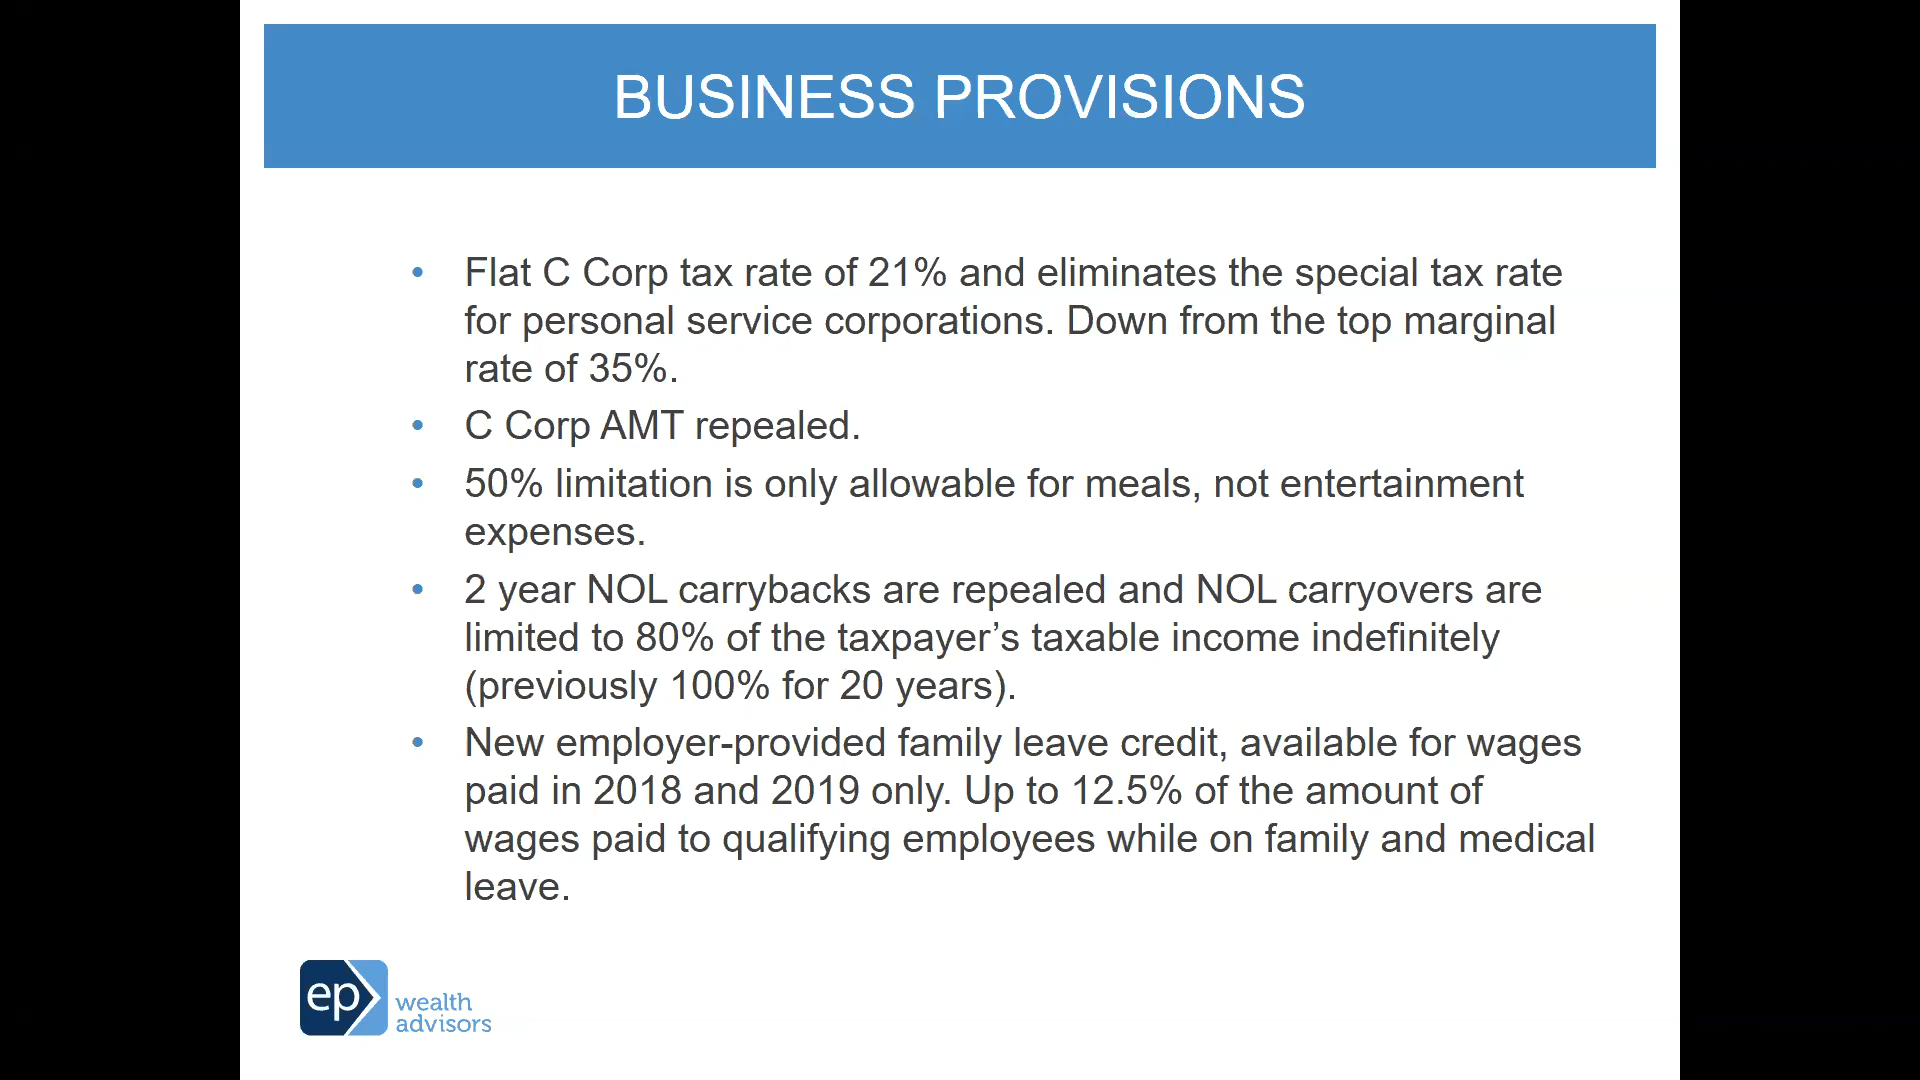 BUSINESS PROVISIONS
• Flat C Corp tax rate of 21% and eliminates the special tax rate
for personal service corporations. Down from the top marginal
rate of 35%.
• C Corp AMT repealed.
• 50% limitation is only allowable for meals, not entertainment
expenses.
• 2 year NOL carrybacks are repealed and NOL carryovers are
limited to 80% of the taxpayer’s taxable income indefinitely
(previously 100% for 20 years).
• New employer-provided family leave credit, available for wages
paid in 2018 and 2019 only. Up to 12.5% of the amount of
wages paid to qualifying employees while on family and medical
leave.
ep
wealth
advisors